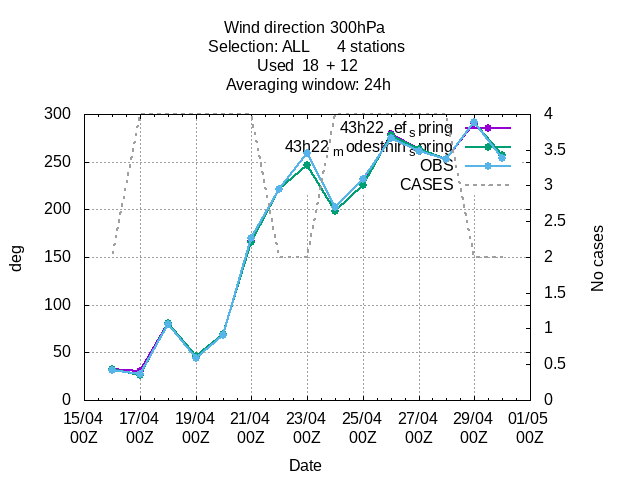 Wind direction 300hPa
Selection: ALL 4 stations
Used 18 + 12
Averaging window: 24h
300
250
200
150
100
50
0
4
3.5
3
2.5
2
1.5
1
0.5
0
43h22_ef_spring
43h22_modestmin_spring
OBS
CASES
deg
No cases
15/04 17/04 19/04 21/04 23/04 25/04 27/04 29/04 01/05
00Z 00Z 00Z 00Z 00Z 00Z 00Z 00Z 00Z
Date